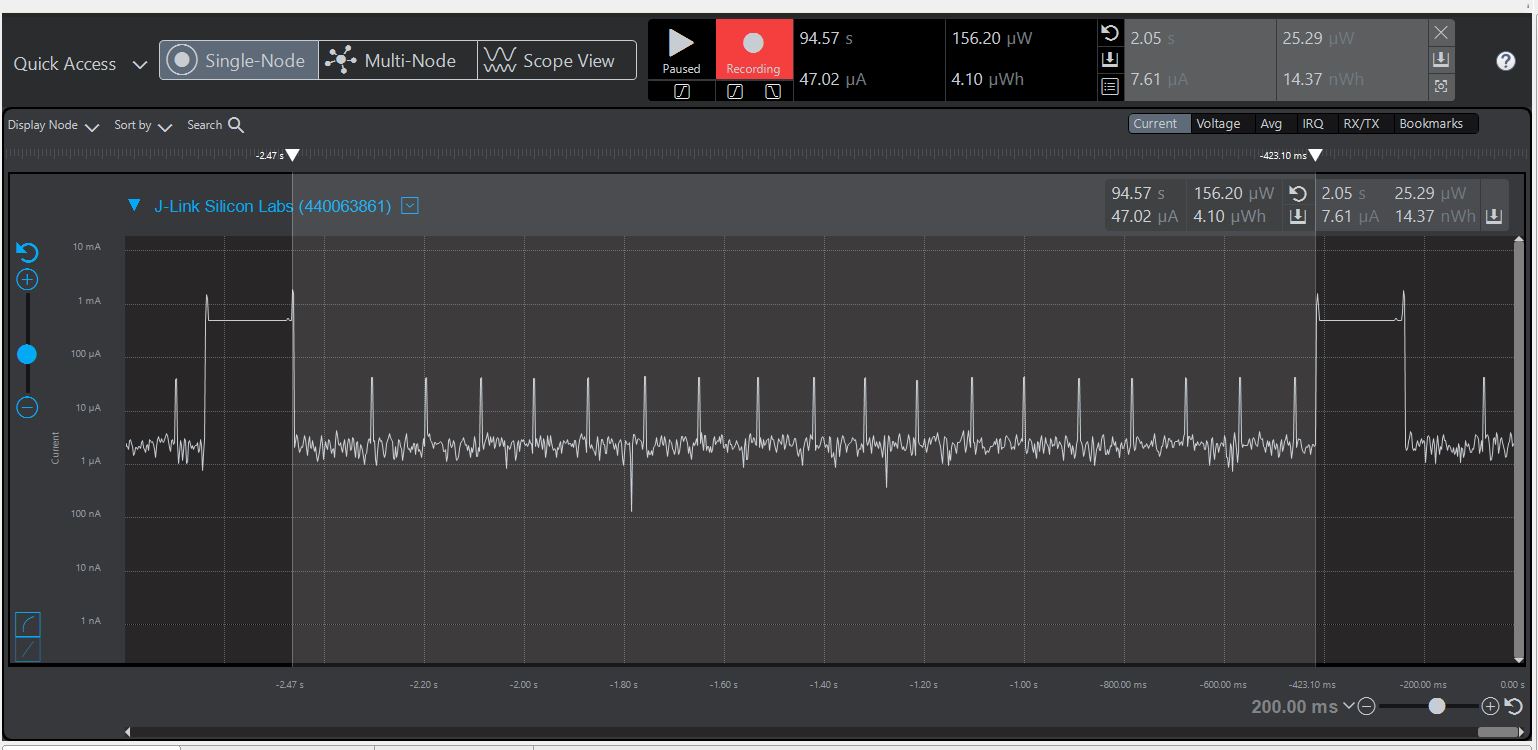 Quick Access Single-Node Multi-Node Scope View
Paused Recording
94.57 s 156.20 µW 2.05 s 25.29 µW
47.02 µA 4.10 µWh 7.61 µA 14.37 nWh
Display Node Sort by Search Current Voltage Avg IRQ RX/TX Bookmarks
-2.47 s -423.10 ms
J-Link Silicon Labs (440063861)
94.57 s 156.20 µW 2.05 s 25.29 µW
47.02 µA 4.10 µWh 7.61 µA 14.37 nWh
10 mA
1 mA
100 µA
10 µA
Current
1 µA
100 nA
10 nA
1 nA
-2.47 s -2.20 s -2.00 s -1.80 s -1.60 s -1.40 s -1.20 s -1.00 s -800.00 ms -600.00 ms -423.10 ms -200.00 ms 0.00 s
200.00 ms